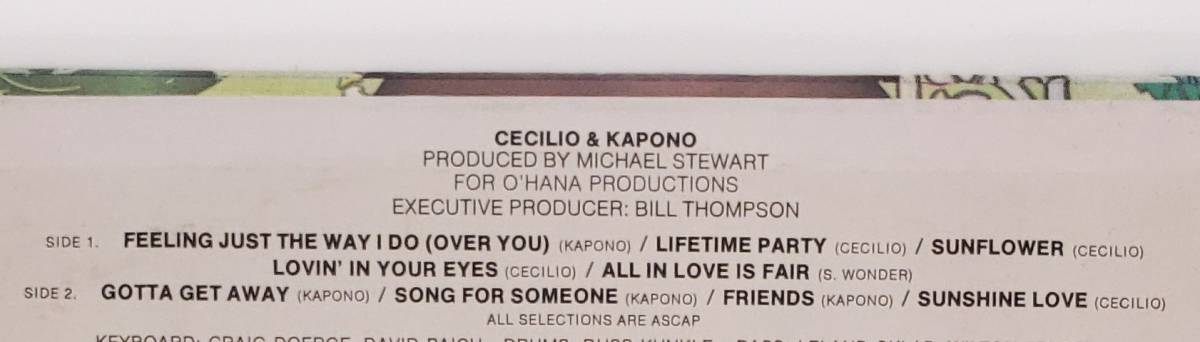 CECILIO & KAPONO
PRODUCED BY MICHAEL STEWART
FOR O'HANA PRODUCTIONS
EXECUTIVE PRODUCER: BILL THOMPSON
SIDE 1. FEELING JUST THE WAY I DO (OVER YOU) (KAPONO) / LIFETIME PARTY (CECILIO) / SUNFLOWER (CECILIO)
LOVIN' IN YOUR EYES (CECILIO) / ALL IN LOVE IS FAIR (S. WONDER)
SIDE 2. GOTTA GET AWAY (KAPONO) / SONG FOR SOMEONE (KAPONO) / FRIENDS (KAPONO) / SUNSHINE LOVE (CECILIO)
ALL SELECTIONS ARE ASCAP